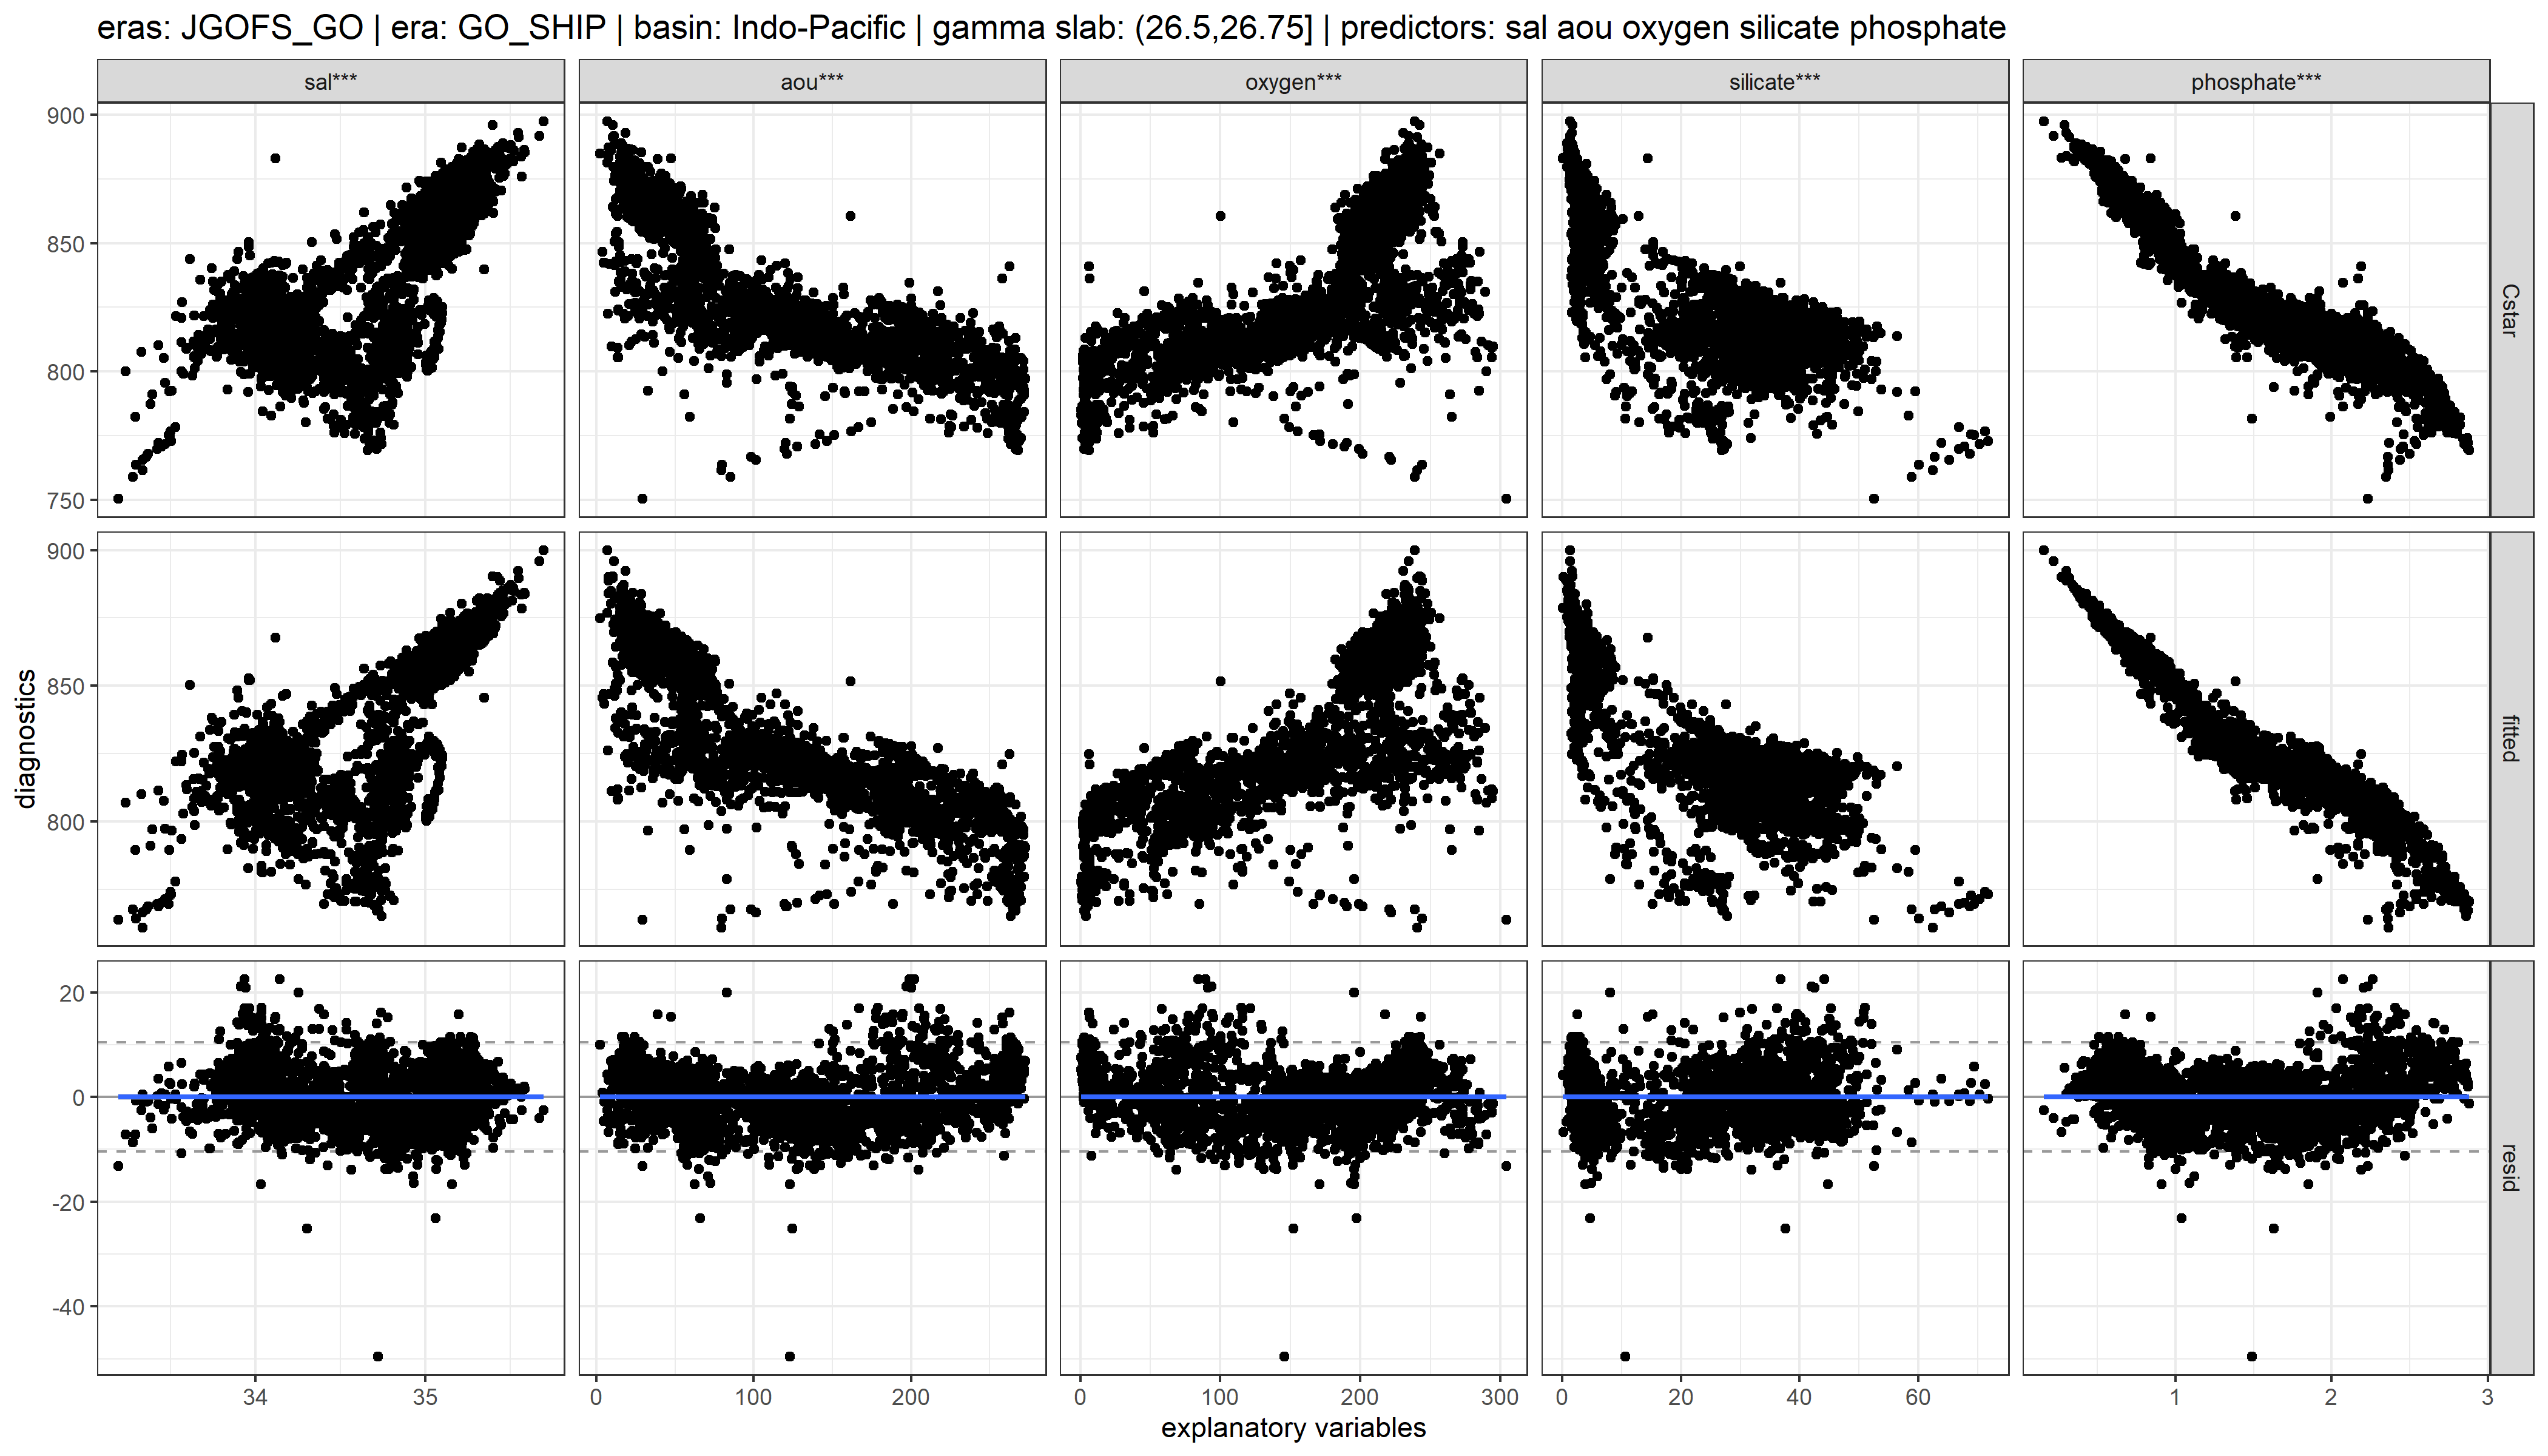 eras: JGOFS_GO | era: GO_SHIP | basin: Indo-Pacific | gamma slab: (26.5,26.75] | predictors: sal aou oxygen silicate phosphate
sal*** aou*** oxygen*** silicate*** phosphate***
900
850
800
750
Cstar
900
850
800
fitted
diagnostics
20
0
-20
-40
resid
34 35 0 100 200 0 100 200 300 0 20 40 60 1 2 3
explanatory variables